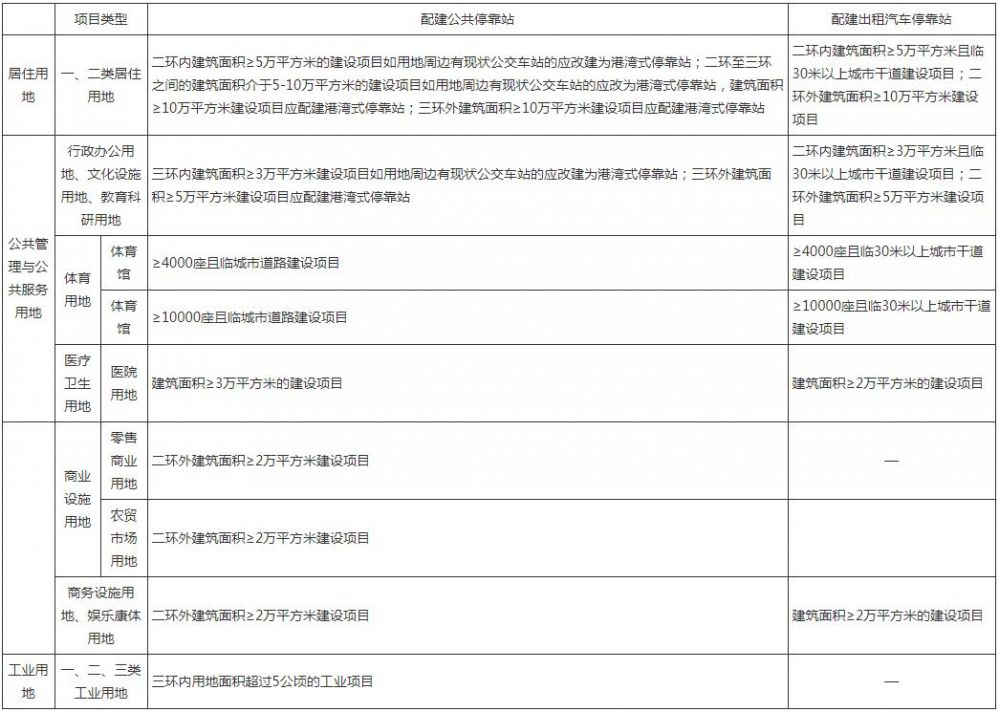 项目类型
配建公共停靠站
配建出租汽车停靠站
居住用
地
一、二类居住
用地
二环内建筑面积≥5万平方米的建设项目如用地周边有现状公交车站的应改建为港湾式停靠站；二环至三环
之间的建筑面积介于5-10万平方米的建设项目如用地周边有现状公交车站的应改为港湾式停靠站，建筑面积
≥10万平方米建设项目应配建港湾式停靠站；三环外建筑面积≥10万平方米建设项目应配建港湾式停靠站
二环内建筑面积≥5万平方米且临
30米以上城市干道建设项目；二
环外建筑面积≥10万平方米建设
项目
公共管
理与公
共服务
用地
行政办公用
地、文化设施
用地、教育科
研用地
三环内建筑面积≥3万平方米建设项目如用地周边有现状公交车站的应改建为港湾式停靠站；三环外建筑面
积≥5万平方米建设项目应配建港湾式停靠站
二环内建筑面积≥3万平方米且临
30米以上城市干道建设项目；二
环外建筑面积≥5万平方米建设项
目
体育
用地
体育
馆
≥4000座且临城市道路建设项目
≥4000座且临30米以上城市干道
建设项目
体育
馆
≥10000座且临城市道路建设项目
≥10000座且临30米以上城市干道
建设项目
医疗
卫生
用地
医院
用地
建筑面积≥3万平方米的建设项目
建筑面积≥2万平方米的建设项目
商业
设施
用地
零售
商业
用地
二环外建筑面积≥2万平方米建设项目
—
农贸
市场
用地
二环外建筑面积≥2万平方米建设项目
商务设施用
地、娱乐康体
用地
二环外建筑面积≥2万平方米建设项目
建筑面积≥2万平方米的建设项目
工业用
地
一、二、三类
工业用地
三环内用地面积超过5公顷的工业项目
—